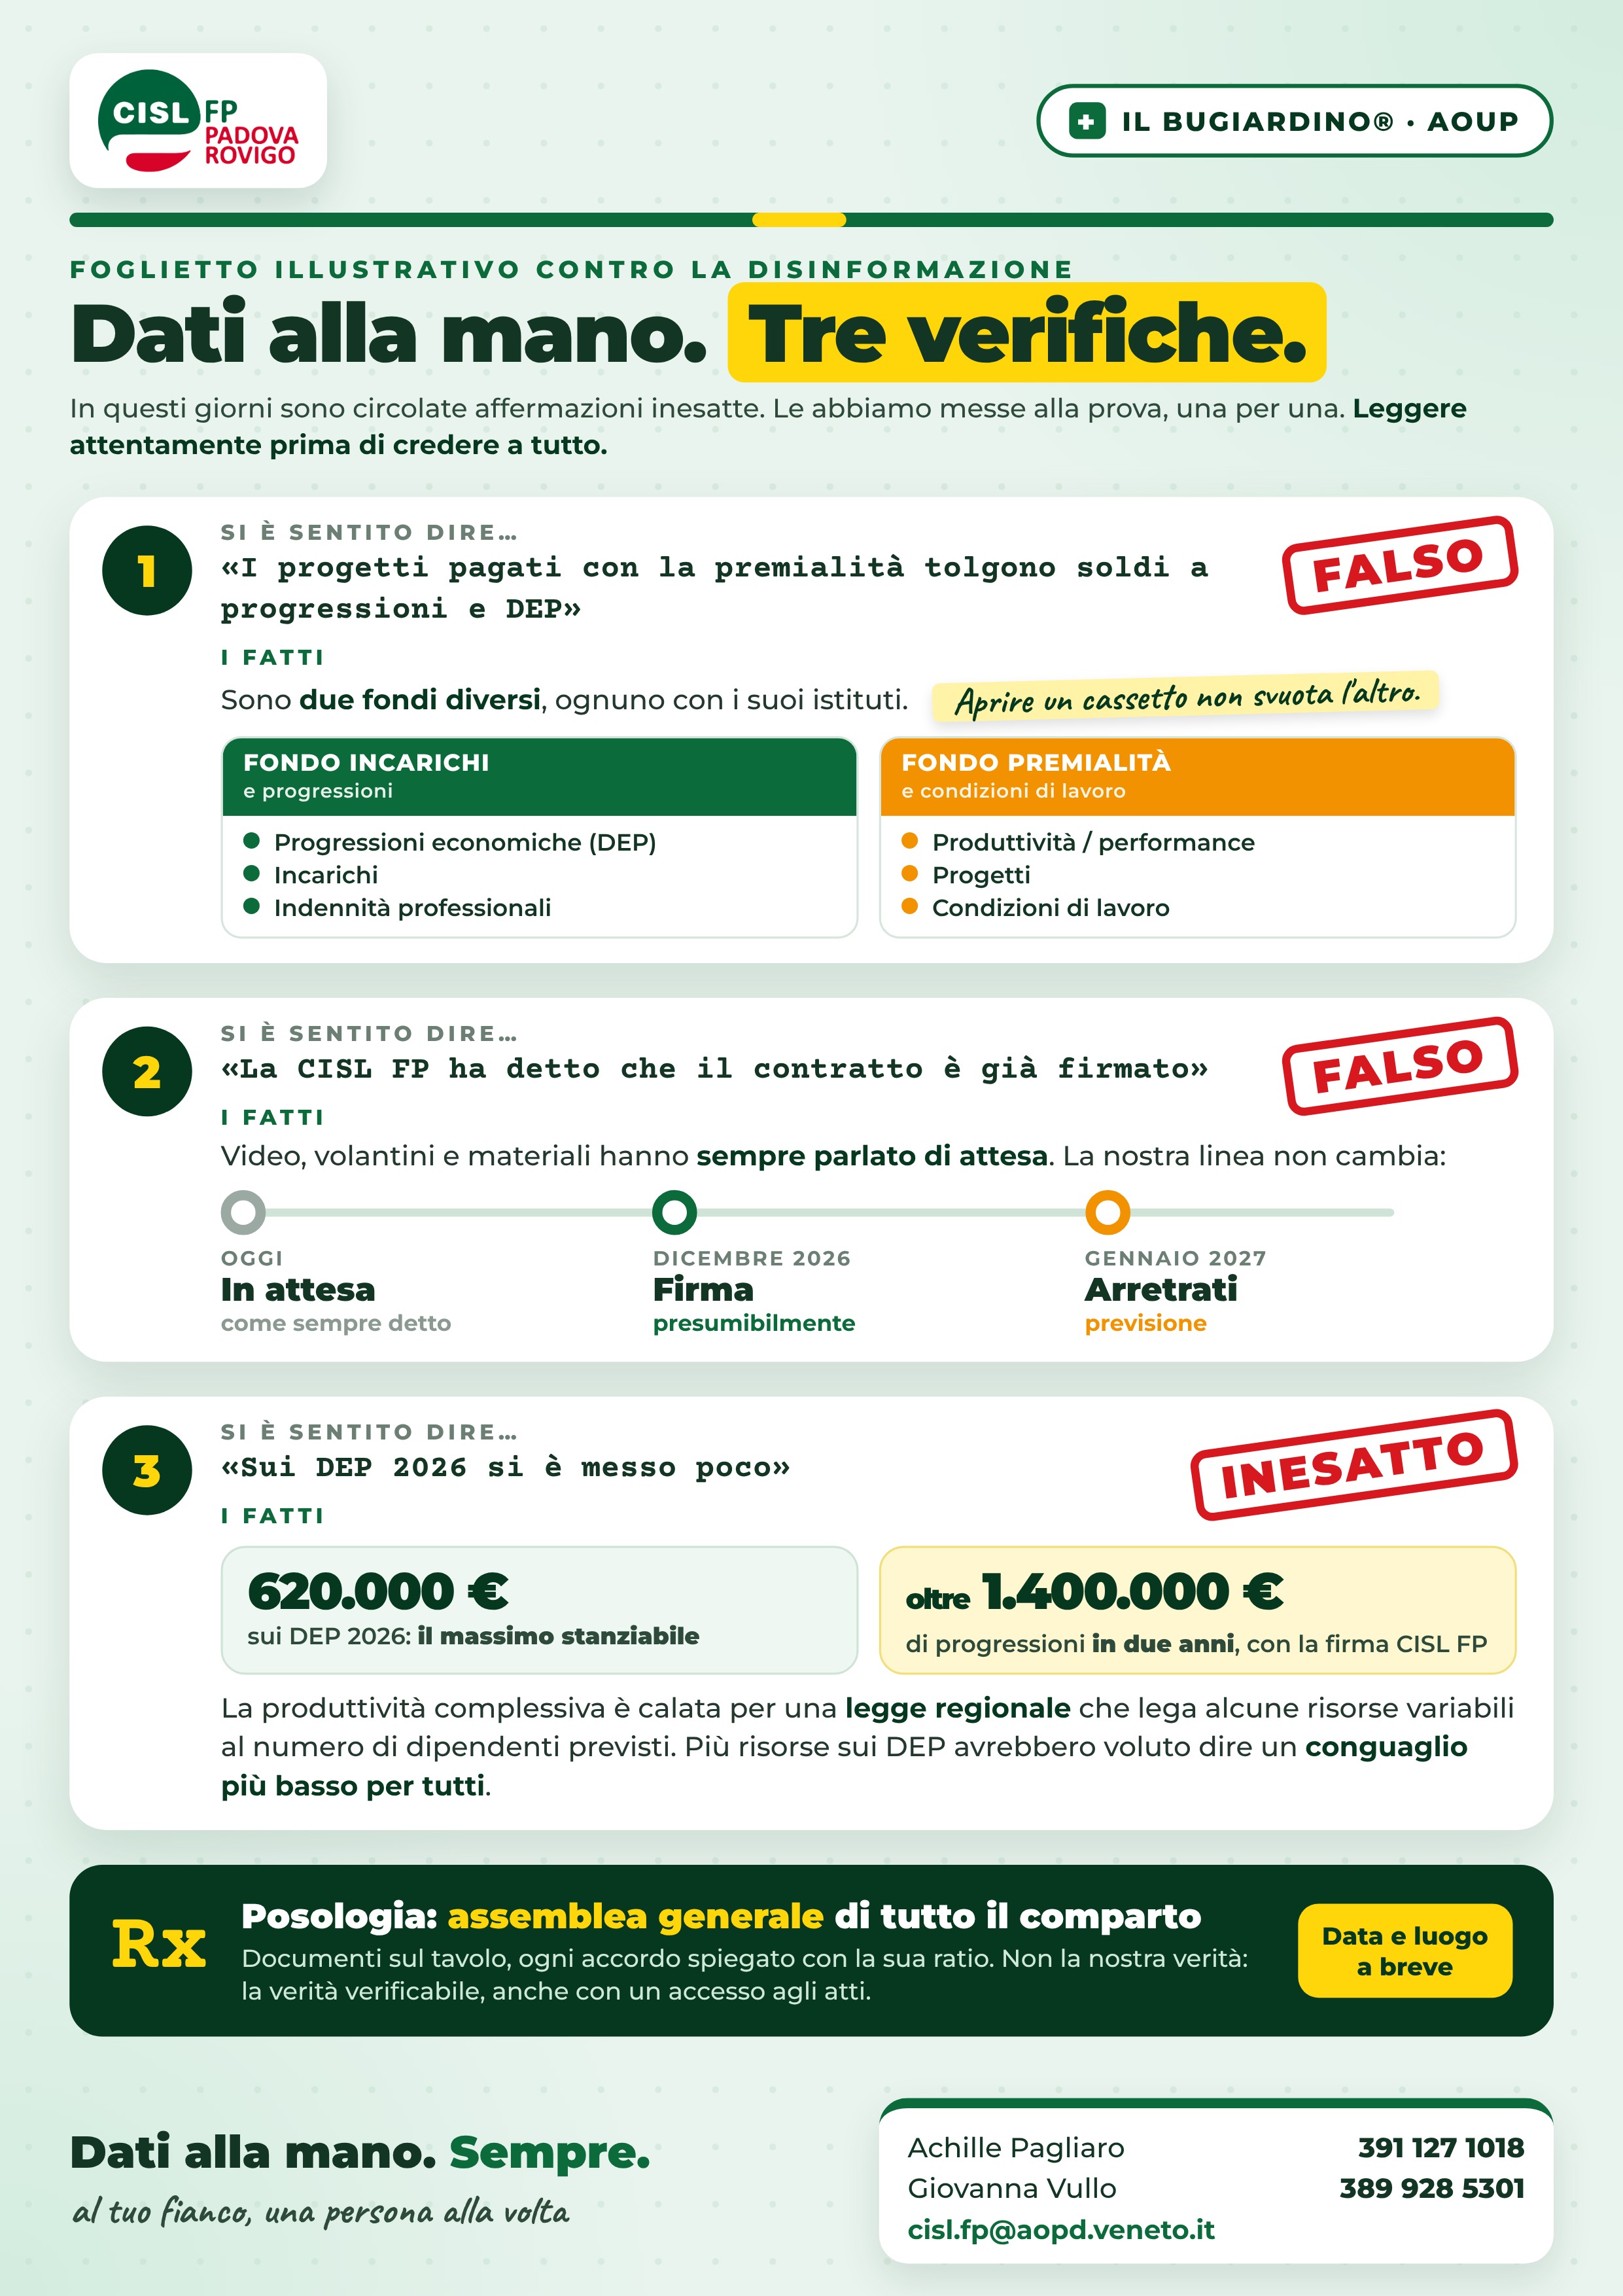 CISL FP
PADOVA
ROVIGO
IL BUGIARDINO® · AOUP
FOGLIETTO ILLUSTRATIVO CONTRO LA DISINFORMAZIONE
Dati alla mano. Tre verifiche.
In questi giorni sono circolate affermazioni inesatte. Le abbiamo messe alla prova, una per una. Leggere
attentamente prima di credere a tutto.
1
SI È SENTITO DIRE…
«I progetti pagati con la premialità tolgono soldi a
progressioni e DEP»
FALSO
I FATTI
Sono due fondi diversi, ognuno con i suoi istituti.
Aprire un cassetto non svuota l'altro.
FONDO INCARICHI
e progressioni
Progressioni economiche (DEP)
Incarichi
Indennità professionali
FONDO PREMIALITÀ
e condizioni di lavoro
Produttività / performance
Progetti
Condizioni di lavoro
2
SI È SENTITO DIRE…
«La CISL FP ha detto che il contratto è già firmato»
FALSO
I FATTI
Video, volantini e materiali hanno sempre parlato di attesa. La nostra linea non cambia:
OGGI
In attesa
come sempre detto
DICEMBRE 2026
Firma
presumibilmente
GENNAIO 2027
Arretrati
previsione
3
SI È SENTITO DIRE…
«Sui DEP 2026 si è messo poco»
INESATTO
I FATTI
620.000 €
sui DEP 2026: il massimo stanziabile
oltre 1.400.000 €
di progressioni in due anni, con la firma CISL FP
La produttività complessiva è calata per una legge regionale che lega alcune risorse variabili
al numero di dipendenti previsti. Più risorse sui DEP avrebbero voluto dire un conguaglio
più basso per tutti.
Rx
Posologia: assemblea generale di tutto il comparto
Documenti sul tavolo, ogni accordo spiegato con la sua ratio. Non la nostra verità:
la verità verificabile, anche con un accesso agli atti.
Data e luogo
a breve
Dati alla mano. Sempre.
al tuo fianco, una persona alla volta
Achille Pagliaro 391 127 1018
Giovanna Vullo 389 928 5301
cisl.fp@aopd.veneto.it